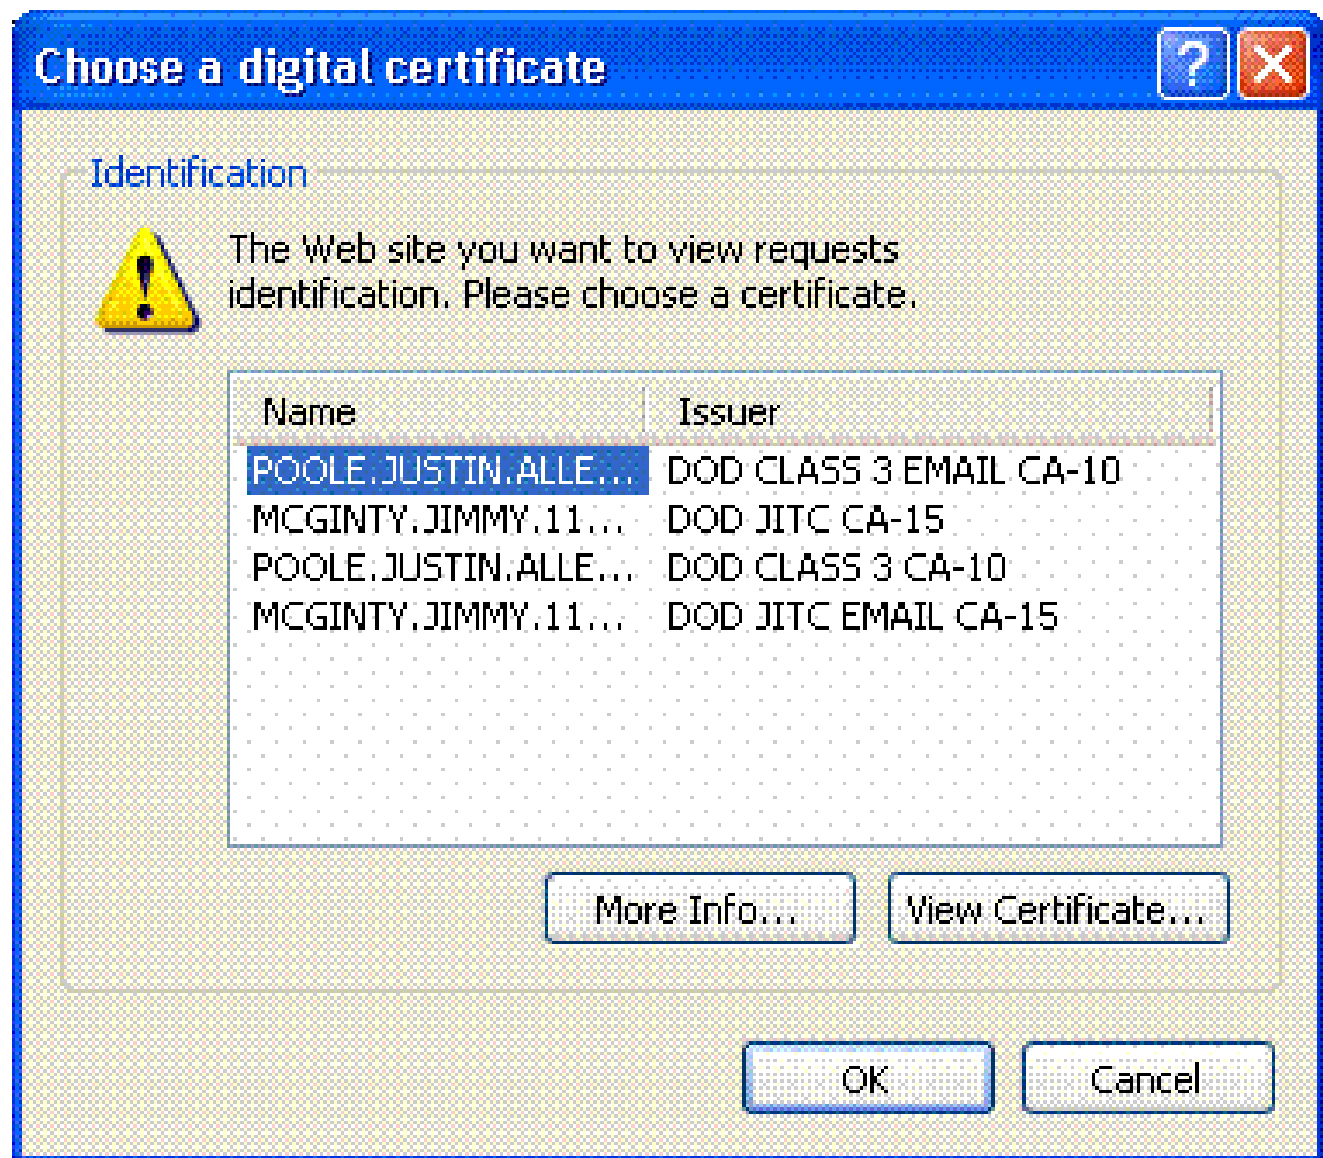 Choose a digital certificate
?
Identification
The Web site you want to view requests
identification. Please choose a certificate.
Name Issuer
POOLE.JUSTIN.ALLE... DOD CLASS 3 EMAIL CA-10
MCGINTY.JIMMY.11... DOD JITC CA-15
POOLE.JUSTIN.ALLE... DOD CLASS 3 CA-10
MCGINTY.JIMMY.11... DOD JITC EMAIL CA-15
More Info... View Certificate...
OK Cancel